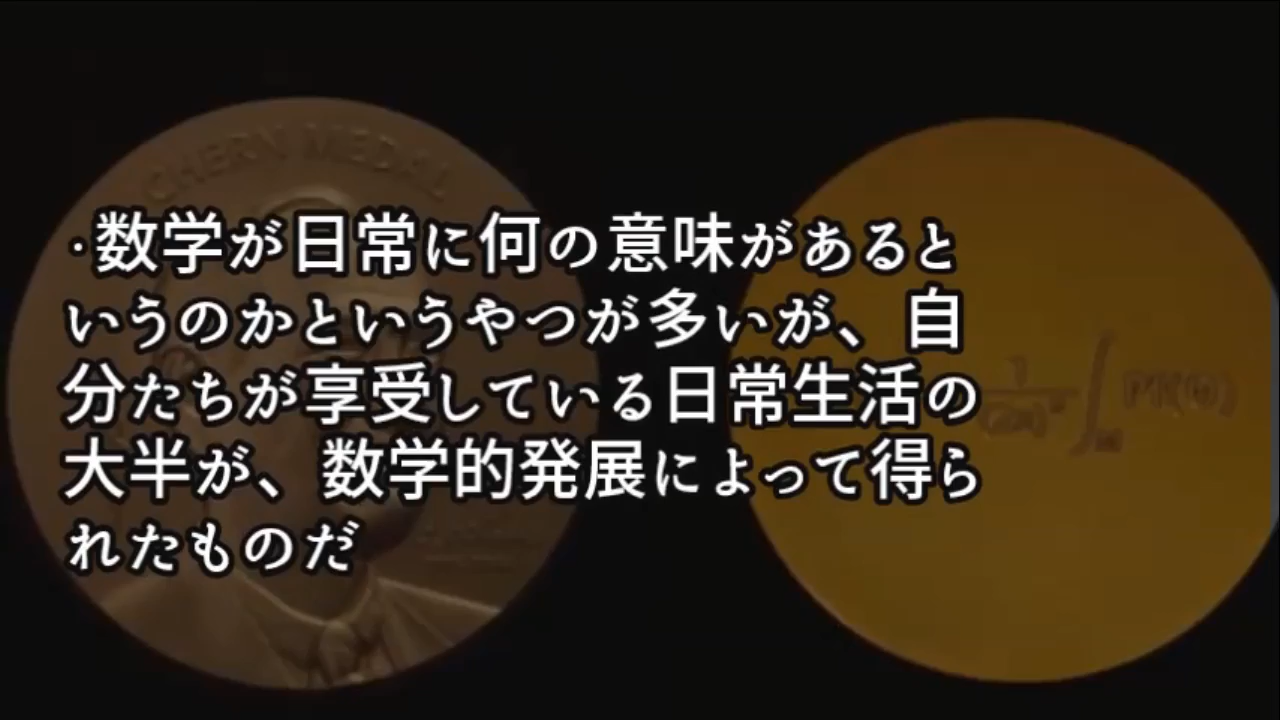 CHERN MEDAL
·数学が日常に何の意味があると
いうのかというやつが多いが、自
分たちが享受している日常生活の
大半が、数学的発展によって得ら
れたものだ